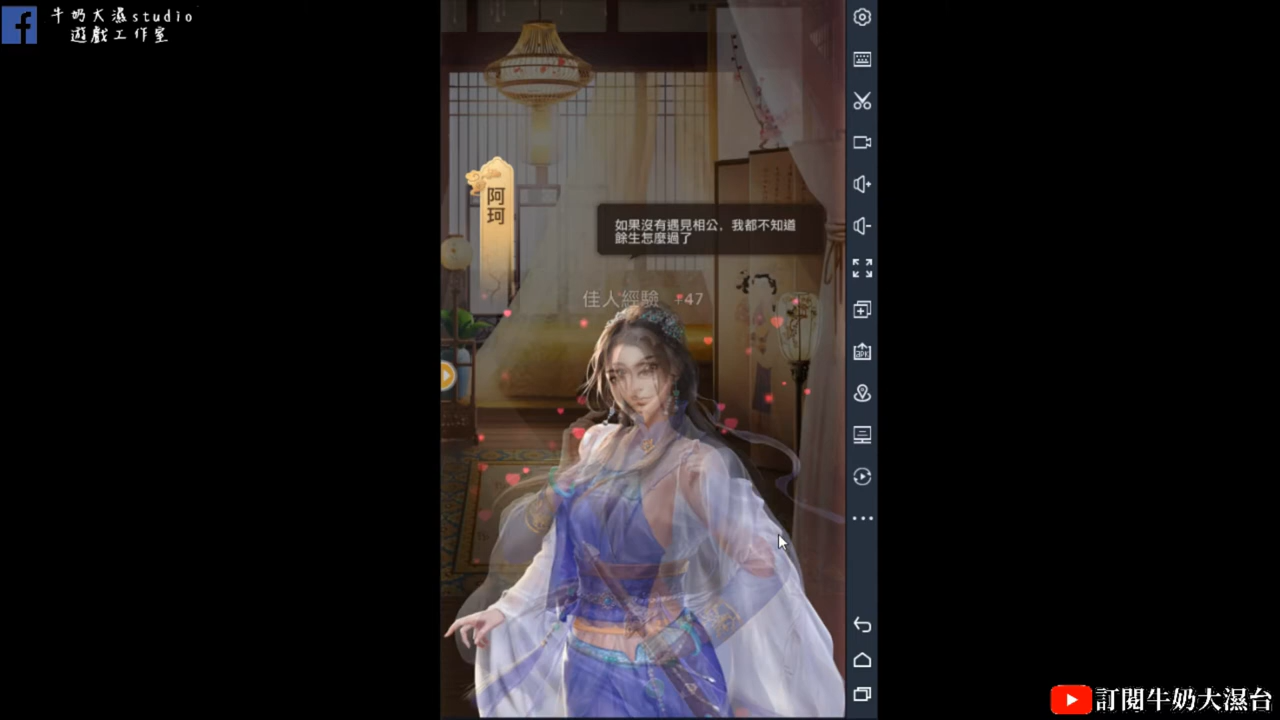 牛奶大濕studio
遊戲工作室
阿珂
如果沒有遇見相公，我都不知道
餘生怎麼過了
佳人經驗 +47
訂閱牛奶大濕台